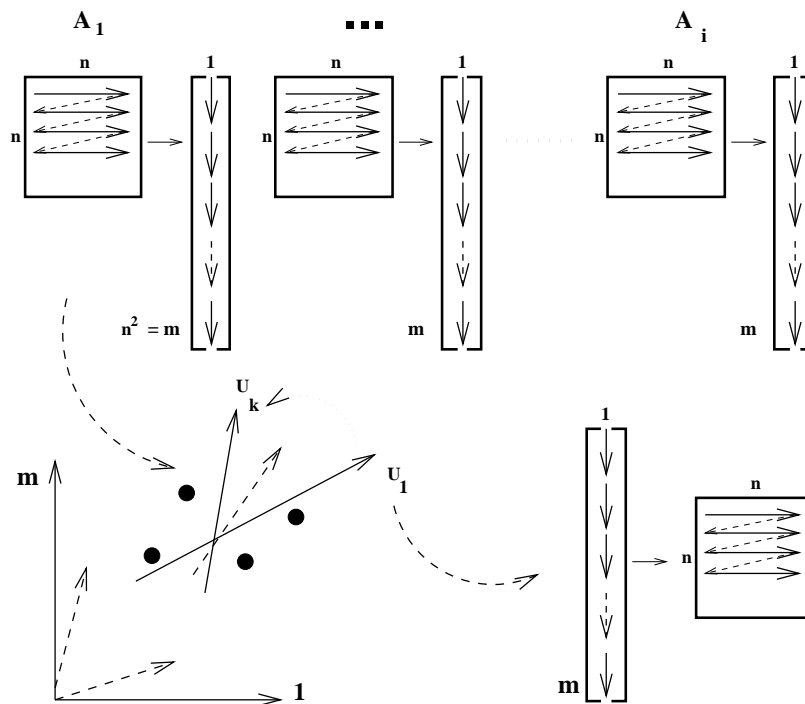 A 1 ... A i
n 1 n 1 n 1
n n n
n² = m m m
U k
1
m U 1
n
n
1 m